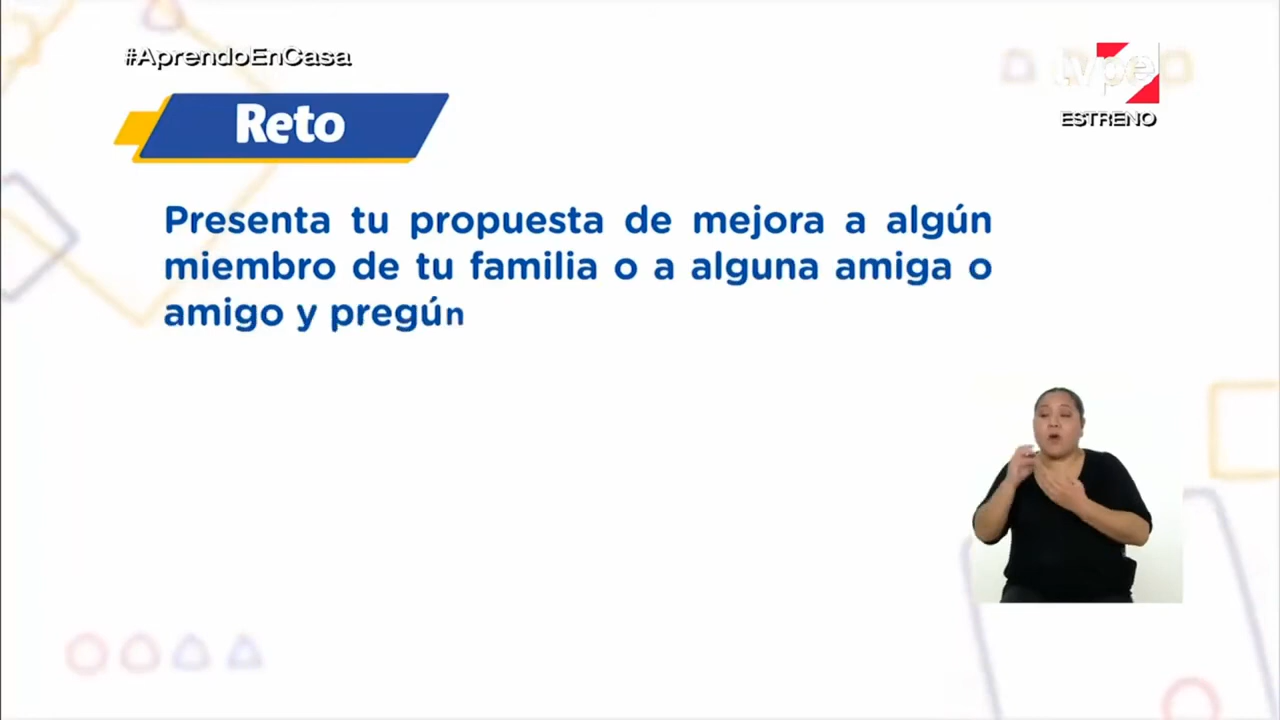 #AprendoEnCasa
tvpe
ESTRENO
Reto
Presenta tu propuesta de mejora a algún
miembro de tu familia o a alguna amiga o
amigo y pregún